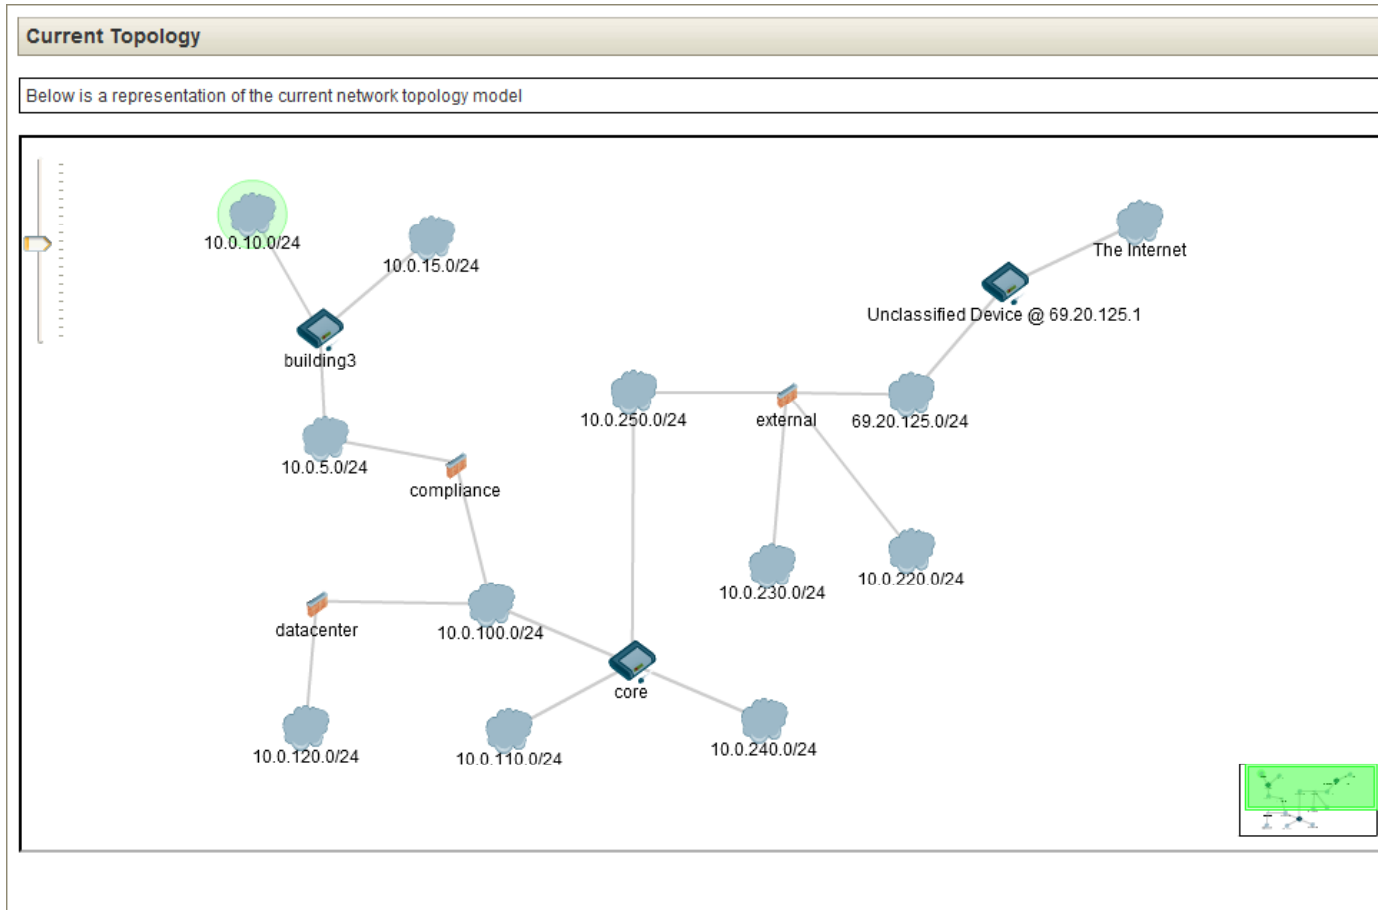 Current Topology
Below is a representation of the current network topology model
10.0.10.0/24
10.0.15.0/24
The Internet
Unclassified Device @ 69.20.125.1
building3
10.0.250.0/24
external
69.20.125.0/24
10.0.5.0/24
compliance
10.0.230.0/24
10.0.220.0/24
datacenter
10.0.100.0/24
core
10.0.120.0/24
10.0.110.0/24
10.0.240.0/24